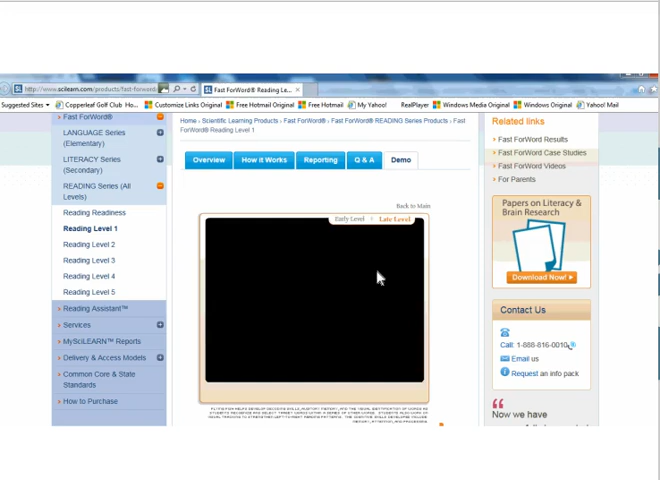 http://www.scilearn.com/products/fast-forword
Fast ForWord® Reading Le...
Suggested Sites
Copperleaf Golf Club Ho...
Customize Links Original
Free Hotmail Original
Free Hotmail
My Yahoo!
RealPlayer
Windows Media Original
Windows Original
Yahoo! Mail
Fast ForWord®
LANGUAGE Series
(Elementary)
LITERACY Series
(Secondary)
READING Series (All
Levels)
Reading Readiness
Reading Level 1
Reading Level 2
Reading Level 3
Reading Level 4
Reading Level 5
Reading Assistant™
Services
MySciLEARN™ Reports
Delivery & Access Models
Common Core & State
Standards
How to Purchase
Home › Scientific Learning Products › Fast ForWord® › Fast ForWord® READING Series Products › Fast
ForWord® Reading Level 1
Overview
How it Works
Reporting
Q & A
Demo
Back to Main
Early Level
Late Level
Related links
Fast ForWord Results
Fast ForWord Case Studies
Fast ForWord Videos
For Parents
Papers on Literacy &
Brain Research
Download Now!
Contact Us
Call: 1-888-816-0010
Email us
Request an info pack
Now we have